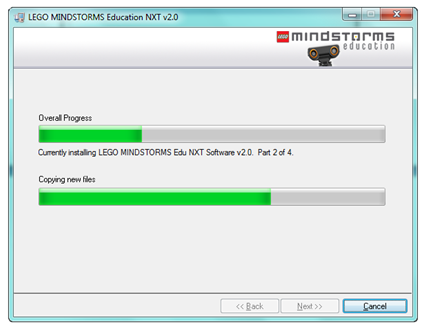 LEGO MINDSTORMS Education NXT v2.0
LEGO mindstorms
education
Overall Progress
Currently installing LEGO MINDSTORMS Edu NXT Software v2.0. Part 2 of 4.
Copying new files
<< Back
Next >>
Cancel